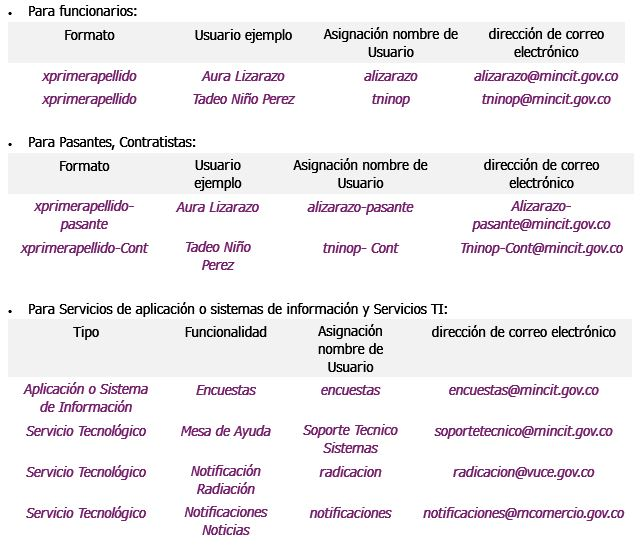 • Para funcionarios:
Formato Usuario ejemplo Asignación nombre de Usuario dirección de correo electrónico
xprimerapellido Aura Lizarazo alizarazo alizarazo@mincit.gov.co
xprimerapellido Tadeo Niño Perez tninop tninop@mincit.gov.co
• Para Pasantes, Contratistas:
Formato Usuario ejemplo Asignación nombre de Usuario dirección de correo electrónico
xprimerapellido-pasante Aura Lizarazo alizarazo-pasante Alizarazo-pasante@mincit.gov.co
xprimerapellido-Cont Tadeo Niño Perez tninop- Cont Tninop-Cont@mincit.gov.co
• Para Servicios de aplicación o sistemas de información y Servicios TI:
Tipo Funcionalidad Asignación nombre de Usuario dirección de correo electrónico
Aplicación o Sistema de Información Encuestas encuestas encuestas@mincit.gov.co
Servicio Tecnológico Mesa de Ayuda Soporte Tecnico Sistemas soportetecnico@mincit.gov.co
Servicio Tecnológico Notificación Radiación radicacion radicacion@vuce.gov.co
Servicio Tecnológico Notificaciones Noticias notificaciones notificaciones@mcomercio.gov.co